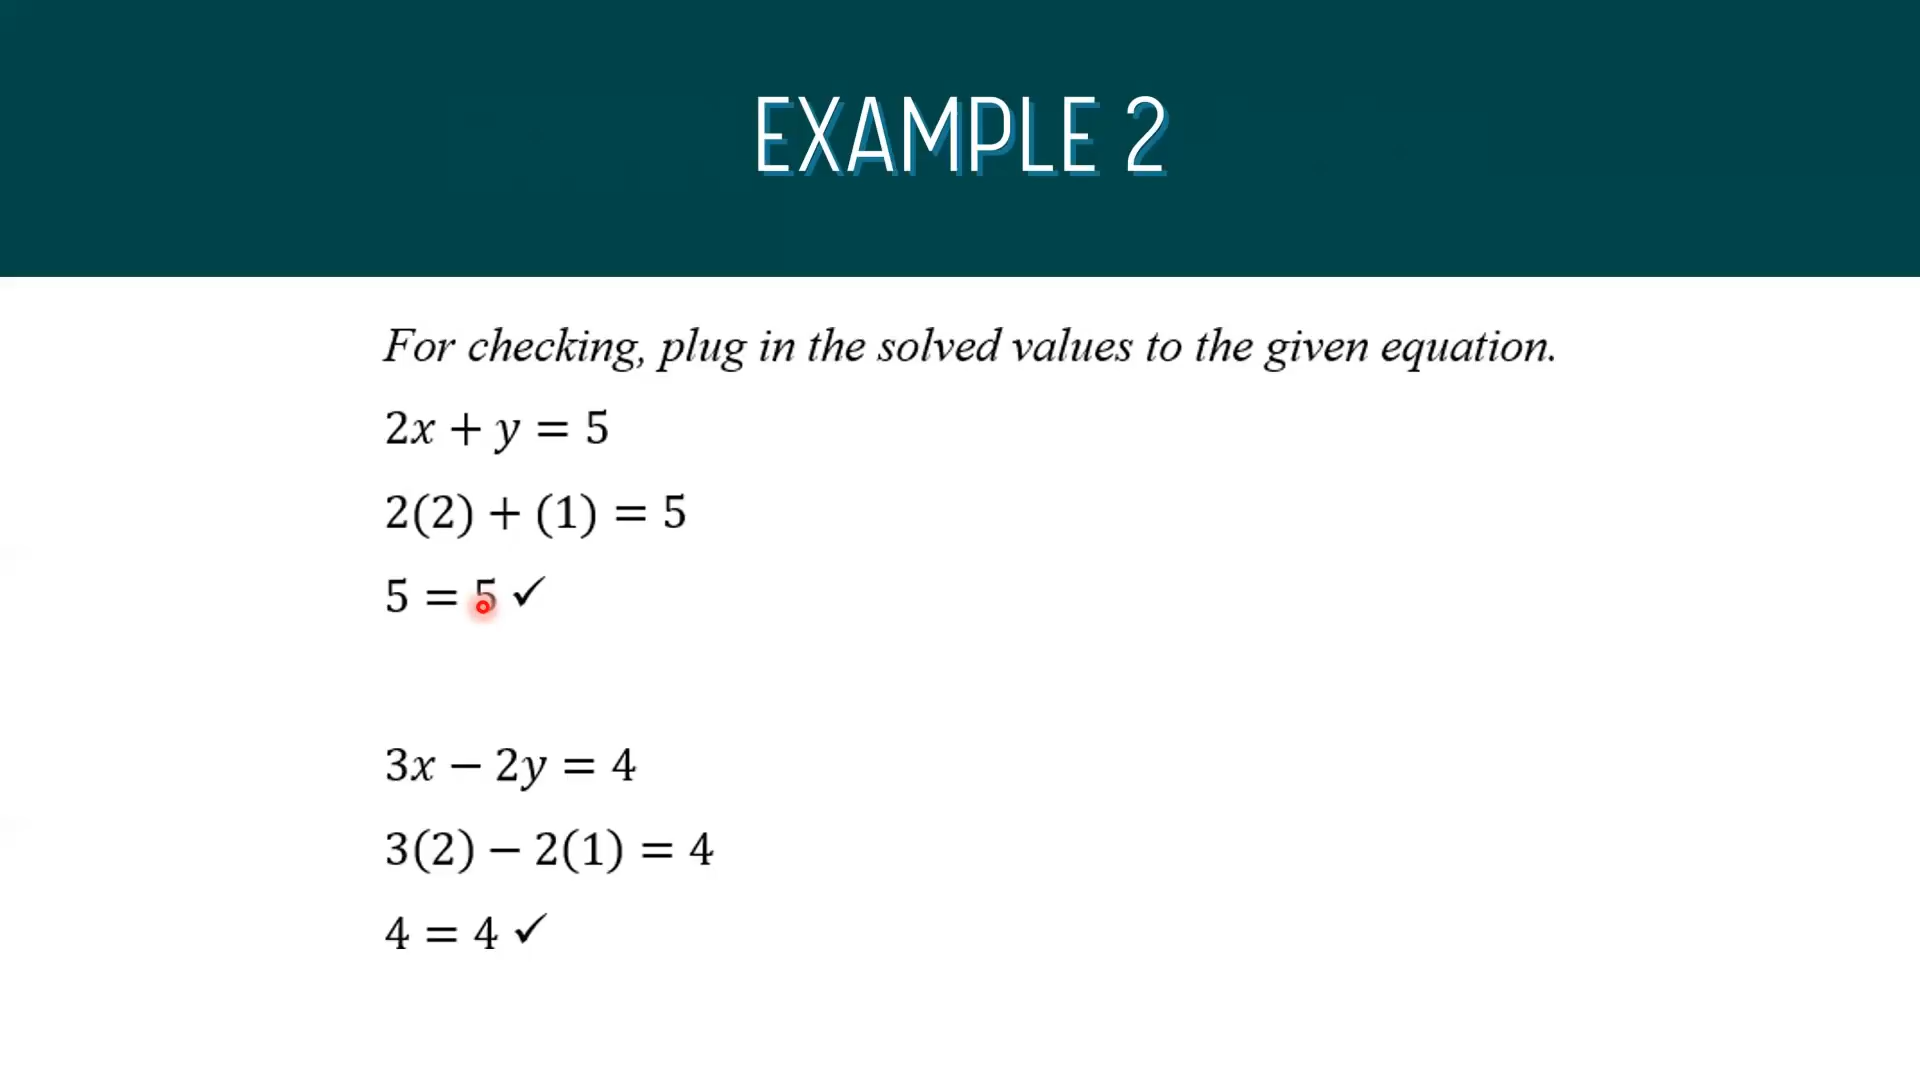 EXAMPLE 2
For checking, plug in the solved values to the given equation.
2x + y = 5
2(2) + (1) = 5
5 = 5 ✓
3x − 2y = 4
3(2) − 2(1) = 4
4 = 4 ✓